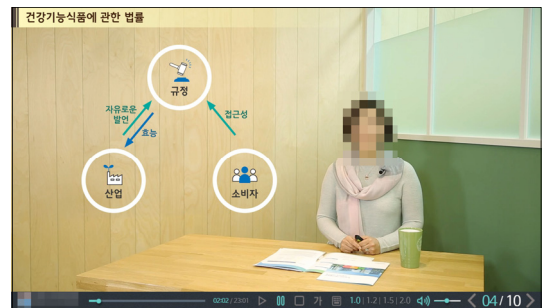 건강기능식품에 관한 법률
규정
자유로운
발언
효능
접근성
산업
소비자
02:02 / 23:01 가 1.0 | 1.2 | 1.5 | 2.0 04 / 10